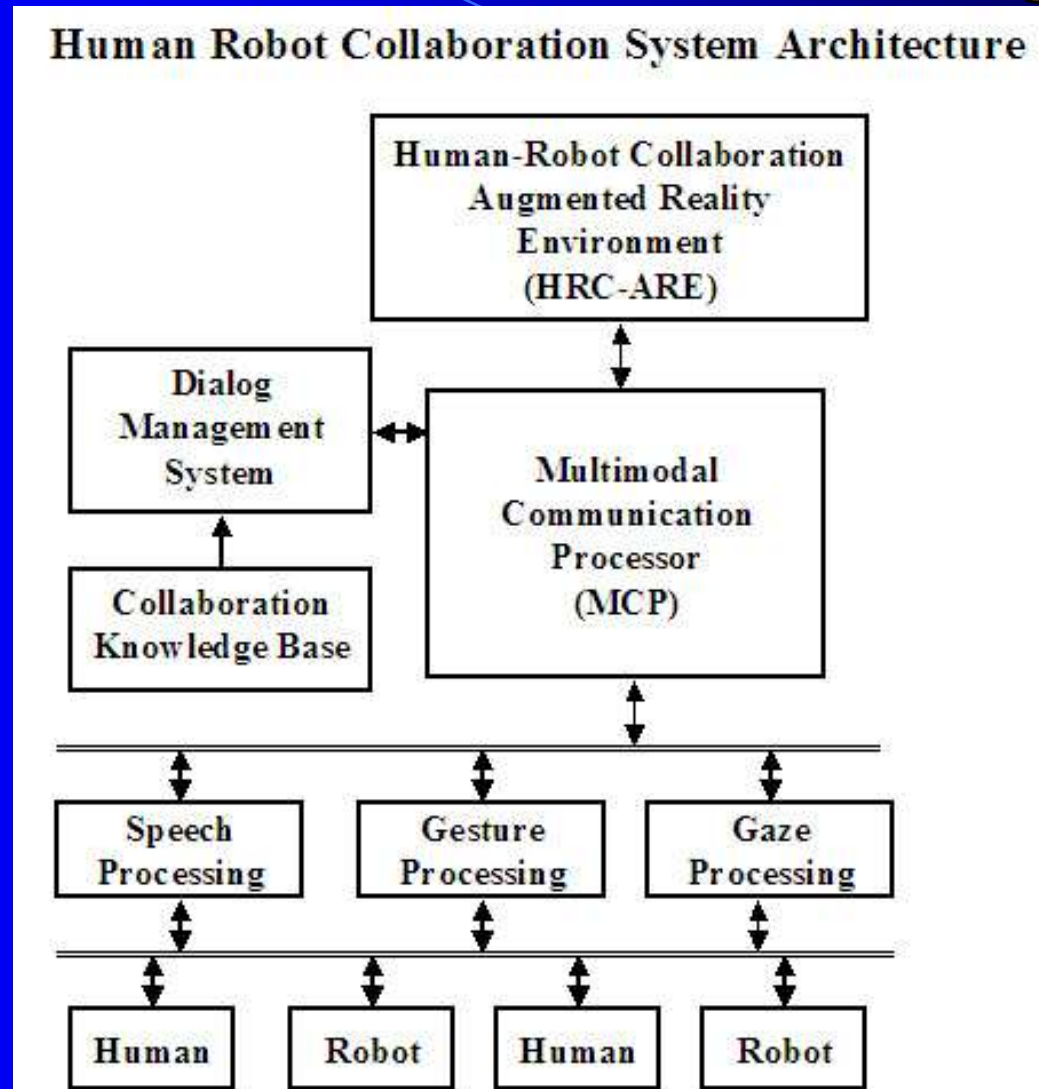 Human Robot Collaboration System Architecture
Human-Robot Collaboration
Augmented Reality
Environment
(HRC-ARE)
Dialog
Management
System
Multimodal
Communication
Processor
(MCP)
Collaboration
Knowledge Base
Speech
Processing
Gesture
Processing
Gaze
Processing
Human
Robot
Human
Robot